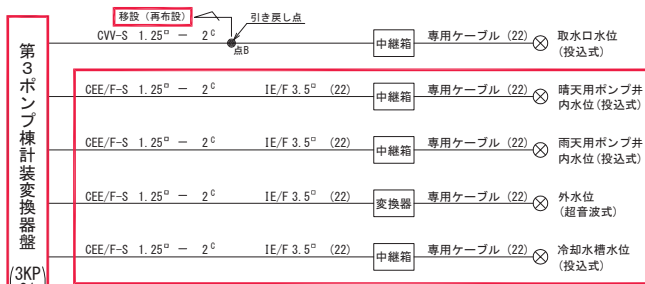 移設（再布設）
引き戻し点
CVV-S 1.25□ － 2C
点B
中継箱
専用ケーブル (22)
取水口水位
(投込式)
第3ポンプ棟計装変換器盤
(3KP)
CEE/F-S 1.25□ － 2C IE/F 3.5□ (22)
中継箱
専用ケーブル (22)
晴天用ポンプ井
内水位(投込式)
CEE/F-S 1.25□ － 2C IE/F 3.5□ (22)
中継箱
専用ケーブル (22)
雨天用ポンプ井
内水位(投込式)
CEE/F-S 1.25□ － 2C IE/F 3.5□ (22)
変換器
専用ケーブル (22)
外水位
(超音波式)
CEE/F-S 1.25□ － 2C IE/F 3.5□ (22)
中継箱
専用ケーブル (22)
冷却水槽水位
(投込式)